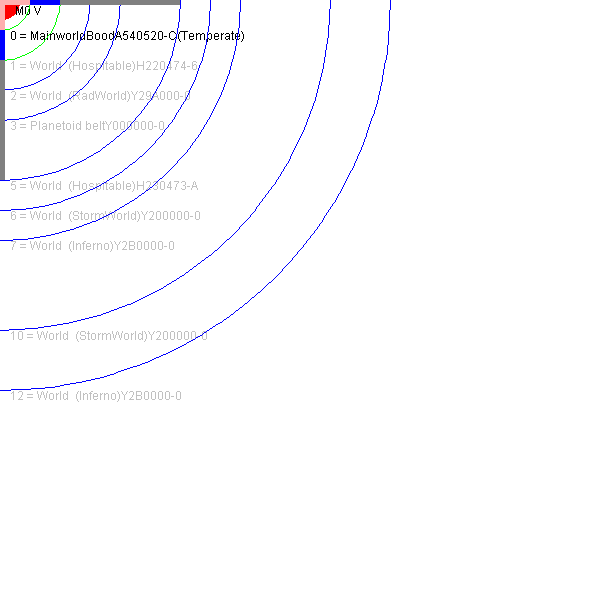 M0 V
0 = MainworldBoodA540520-C(Temperate)
1 = World  (Hospitable)H220474-6
2 = World  (RadWorld)Y29A000-0
3 = Planetoid beltY000000-0
5 = World  (Hospitable)H230473-A
6 = World  (StormWorld)Y200000-0
7 = World  (Inferno)Y2B0000-0
10 = World  (StormWorld)Y200000-0
12 = World  (Inferno)Y2B0000-0